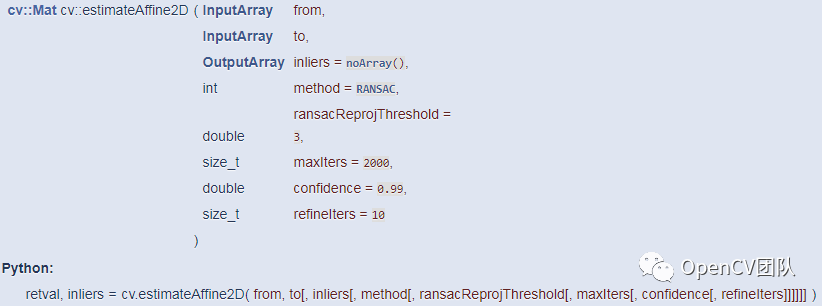 cv::Mat cv::estimateAffine2D ( InputArray from,
InputArray to,
OutputArray inliers = noArray(),
int method = RANSAC,
ransacReprojThreshold =
double 3,
size_t maxIters = 2000,
double confidence = 0.99,
size_t refineIters = 10
)
Python:
OpenCV团队
retval, inliers = cv.estimateAffine2D( from, to[, inliers[, method[, ransacReprojThreshold[, maxIters[, confidence[, refineIters]]]]]] )